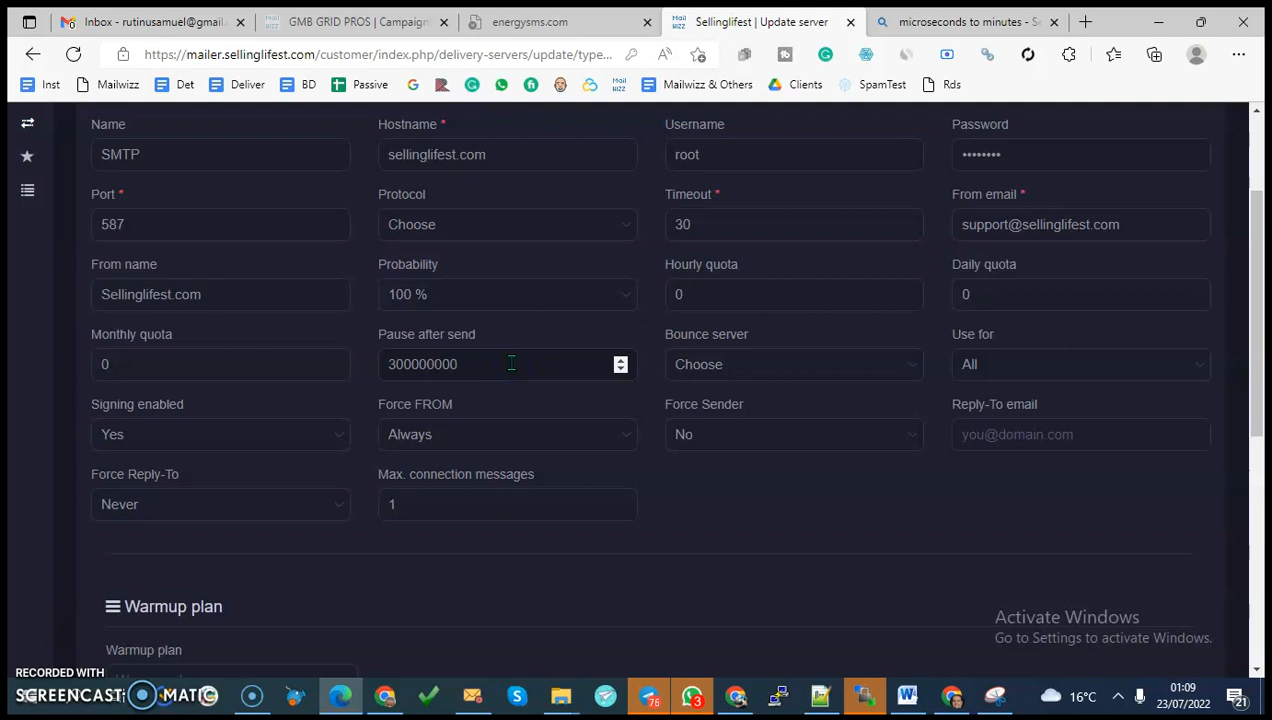 Inbox - rutinusamuel@gmail.
GMB GRID PROS | Campaign
energysms.com
Sellinglifest | Update server
microseconds to minutes - Se
https://mailer.sellinglifest.com/customer/index.php/delivery-servers/update/type...
Inst
Mailwizz
Det
Deliver
BD
Passive
Mailwizz & Others
Clients
SpamTest
Rds
Name
Hostname *
Username
Password
SMTP
sellinglifest.com
root
••••••••
Port *
Protocol
Timeout *
From email *
587
Choose
30
support@sellinglifest.com
From name
Probability
Hourly quota
Daily quota
Sellinglifest.com
100 %
0
0
Monthly quota
Pause after send
Bounce server
Use for
0
300000000
Choose
All
Signing enabled
Force FROM
Force Sender
Reply-To email
Yes
Always
No
you@domain.com
Force Reply-To
Max. connection messages
Never
1
Warmup plan
Activate Windows
Go to Settings to activate Windows.
Warmup plan
RECORDED WITH
SCREENCAST MATIC
76
3
16°C
01:09
23/07/2022
21